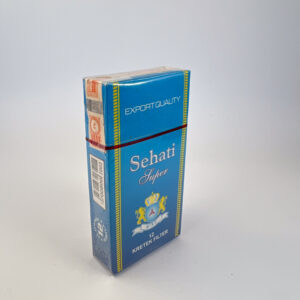 EXPORT QUALITY
Sehati
Super
12
KRETEK FILTER